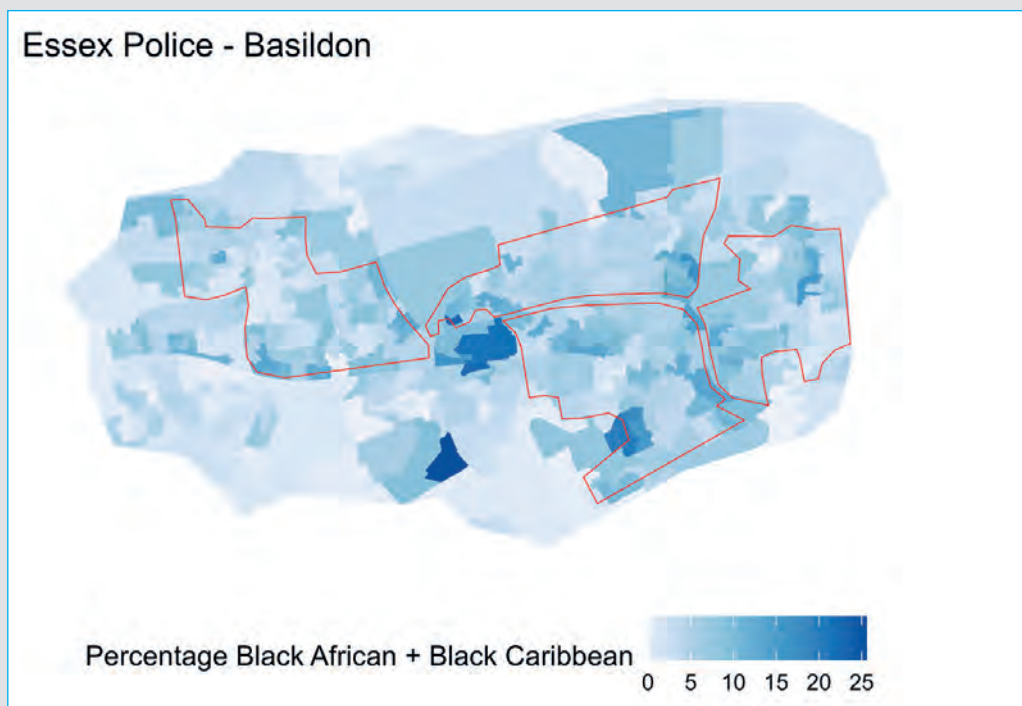 Essex Police - Basildon
Percentage Black African + Black Caribbean
0 5 10 15 20 25